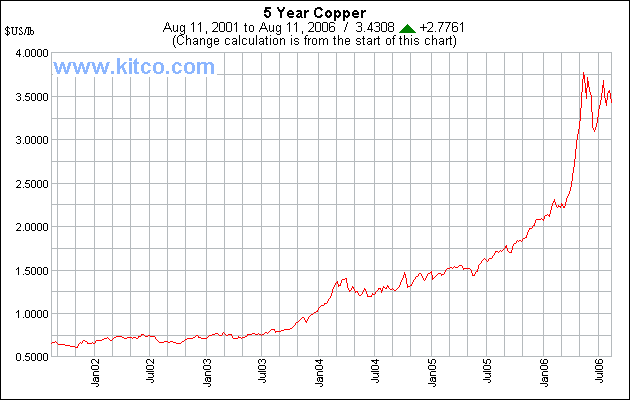 5 Year Copper
Aug 11, 2001 to Aug 11, 2006 / 3.4308 +2.7761
(Change calculation is from the start of this chart)
$US/lb
www.kitco.com
4.0000
3.5000
3.0000
2.5000
2.0000
1.5000
1.0000
0.5000
Jan02
Jul02
Jan03
Jul03
Jan04
Jul04
Jan05
Jul05
Jan06
Jul06